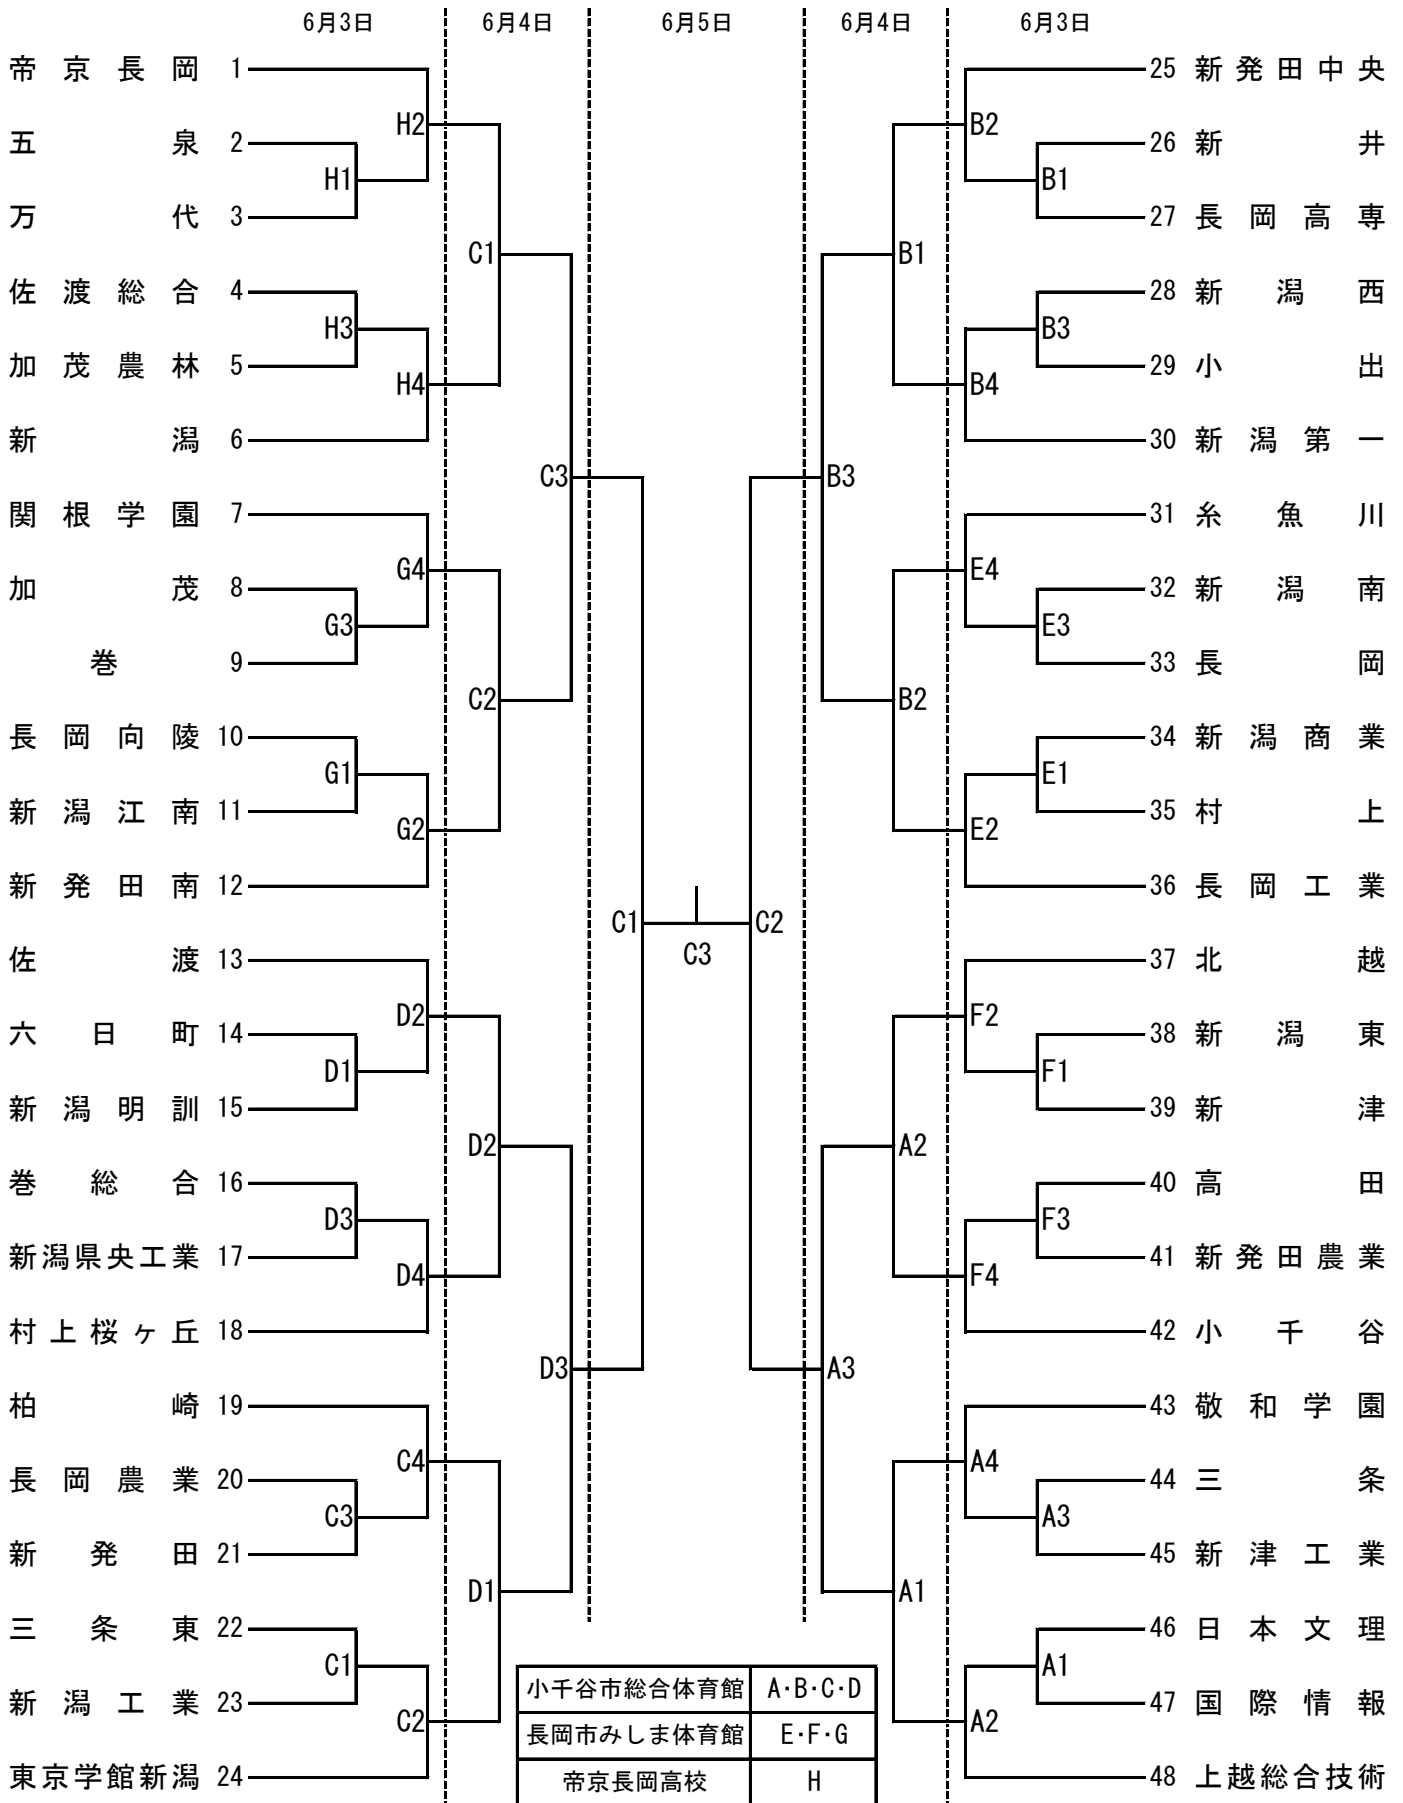 6月3日 6月4日 6月5日 6月4日 6月3日
帝京長岡 1 25 新発田中央
H2 B2
五泉 2 26 新井
H1 B1
万代 3 27 長岡高専
C1 B1
佐渡総合 4 28 新潟西
H3 B3
加茂農林 5 29 小出
H4 B4
新潟 6 30 新潟第一
C3 B3
関根学園 7 31 糸魚川
G4 E4
加茂 8 32 新潟南
G3 E3
巻 9 33 長岡
C2 B2
長岡向陵 10 34 新潟商業
G1 E1
新潟江南 11 35 村上
G2 E2
新発田南 12 36 長岡工業
C1 C2
C3
佐渡 13 37 北越
D2 F2
六日町 14 38 新潟東
D1 F1
新潟明訓 15 39 新津
D2 A2
巻総合 16 40 高田
D3 F3
新潟県央工業 17 41 新発田農業
D4 F4
村上桜ヶ丘 18 42 小千谷
D3 A3
柏崎 19 43 敬和学園
C4 A4
長岡農業 20 44 三条
C3 A3
新発田 21 45 新津工業
D1 A1
三条東 22 46 日本文理
C1 A1
小千谷市総合体育館 A・B・C・D
新潟工業 23 47 国際情報
C2 A2
長岡市みしま体育館 E・F・G
東京学館新潟 24 48 上越総合技術
帝京長岡高校 H